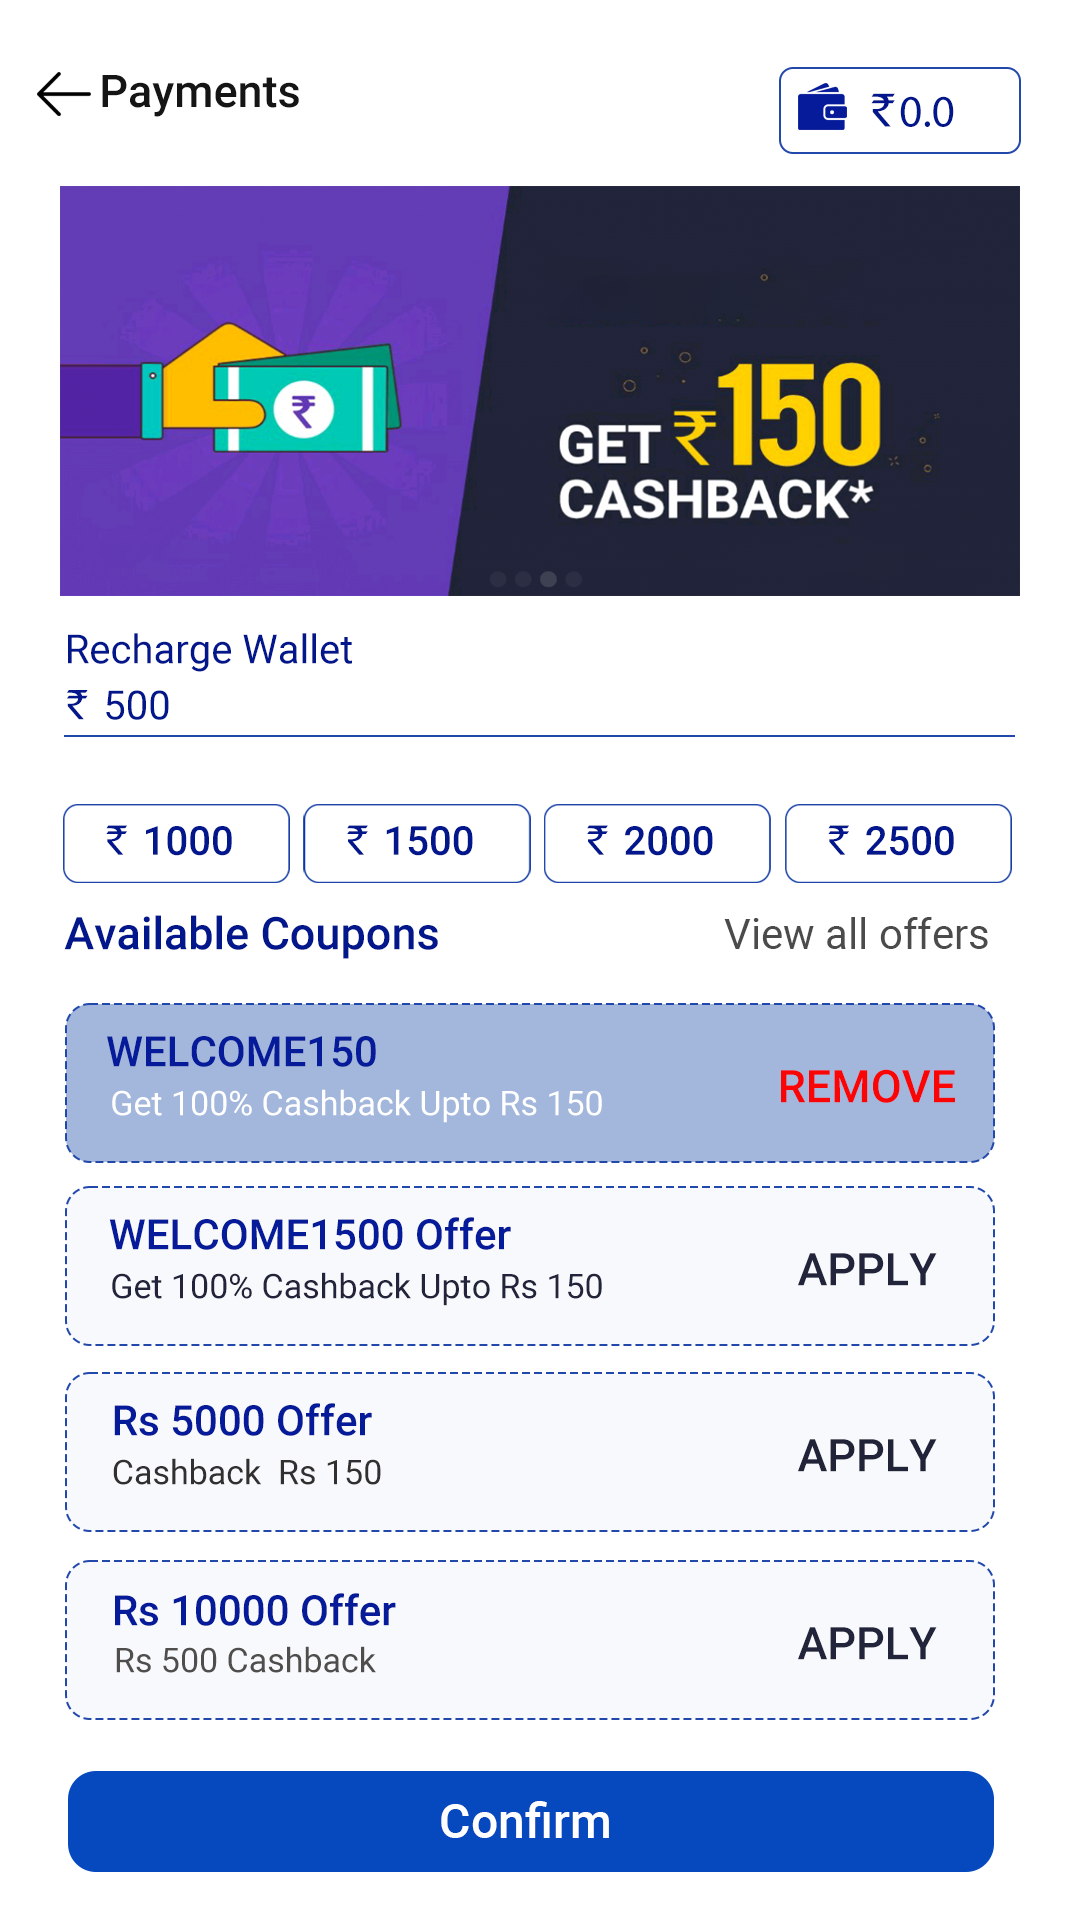 Payments
₹0.0
₹
GET ₹150
CASHBACK*
Recharge Wallet
₹ 500
₹ 1000
₹ 1500
₹ 2000
₹ 2500
Available Coupons
View all offers
WELCOME150
Get 100% Cashback Upto Rs 150
REMOVE
WELCOME1500 Offer
Get 100% Cashback Upto Rs 150
APPLY
Rs 5000 Offer
Cashback  Rs 150
APPLY
Rs 10000 Offer
Rs 500 Cashback
APPLY
Confirm